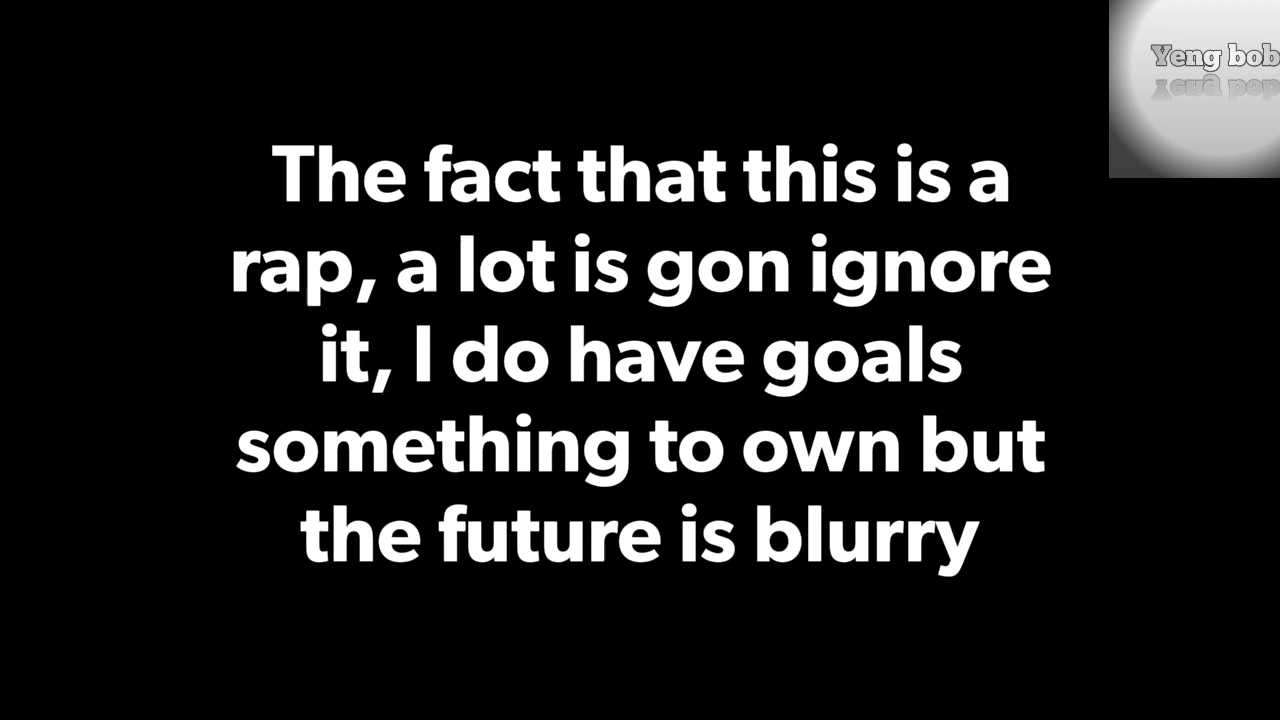 Yeng bob
The fact that this is a
rap, a lot is gon ignore
it, I do have goals
something to own but
the future is blurry